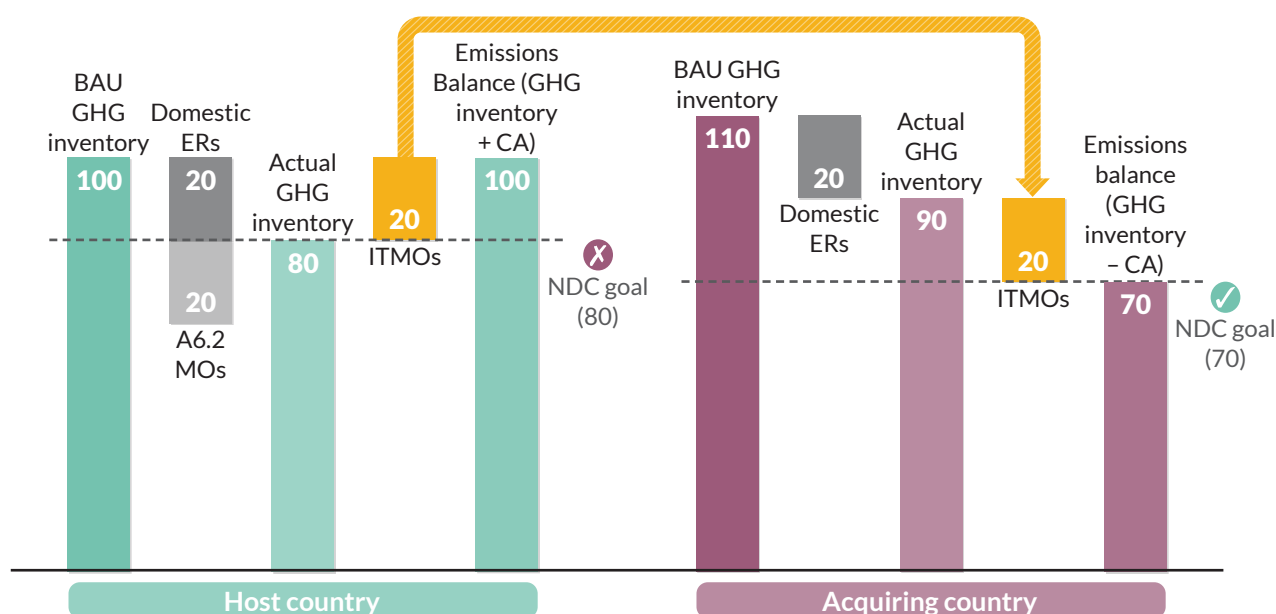 BAU
GHG
inventory
100
Domestic
ERs
20
20
A6.2
MOs
Actual
GHG
inventory
80
20
ITMOs
Emissions
Balance (GHG
inventory
+ CA)
100
NDC goal
(80)
Host country
BAU GHG
inventory
110
20
Domestic
ERs
Actual
GHG
inventory
90
20
ITMOs
Emissions
balance
(GHG
inventory
– CA)
70
NDC goal
(70)
Acquiring country